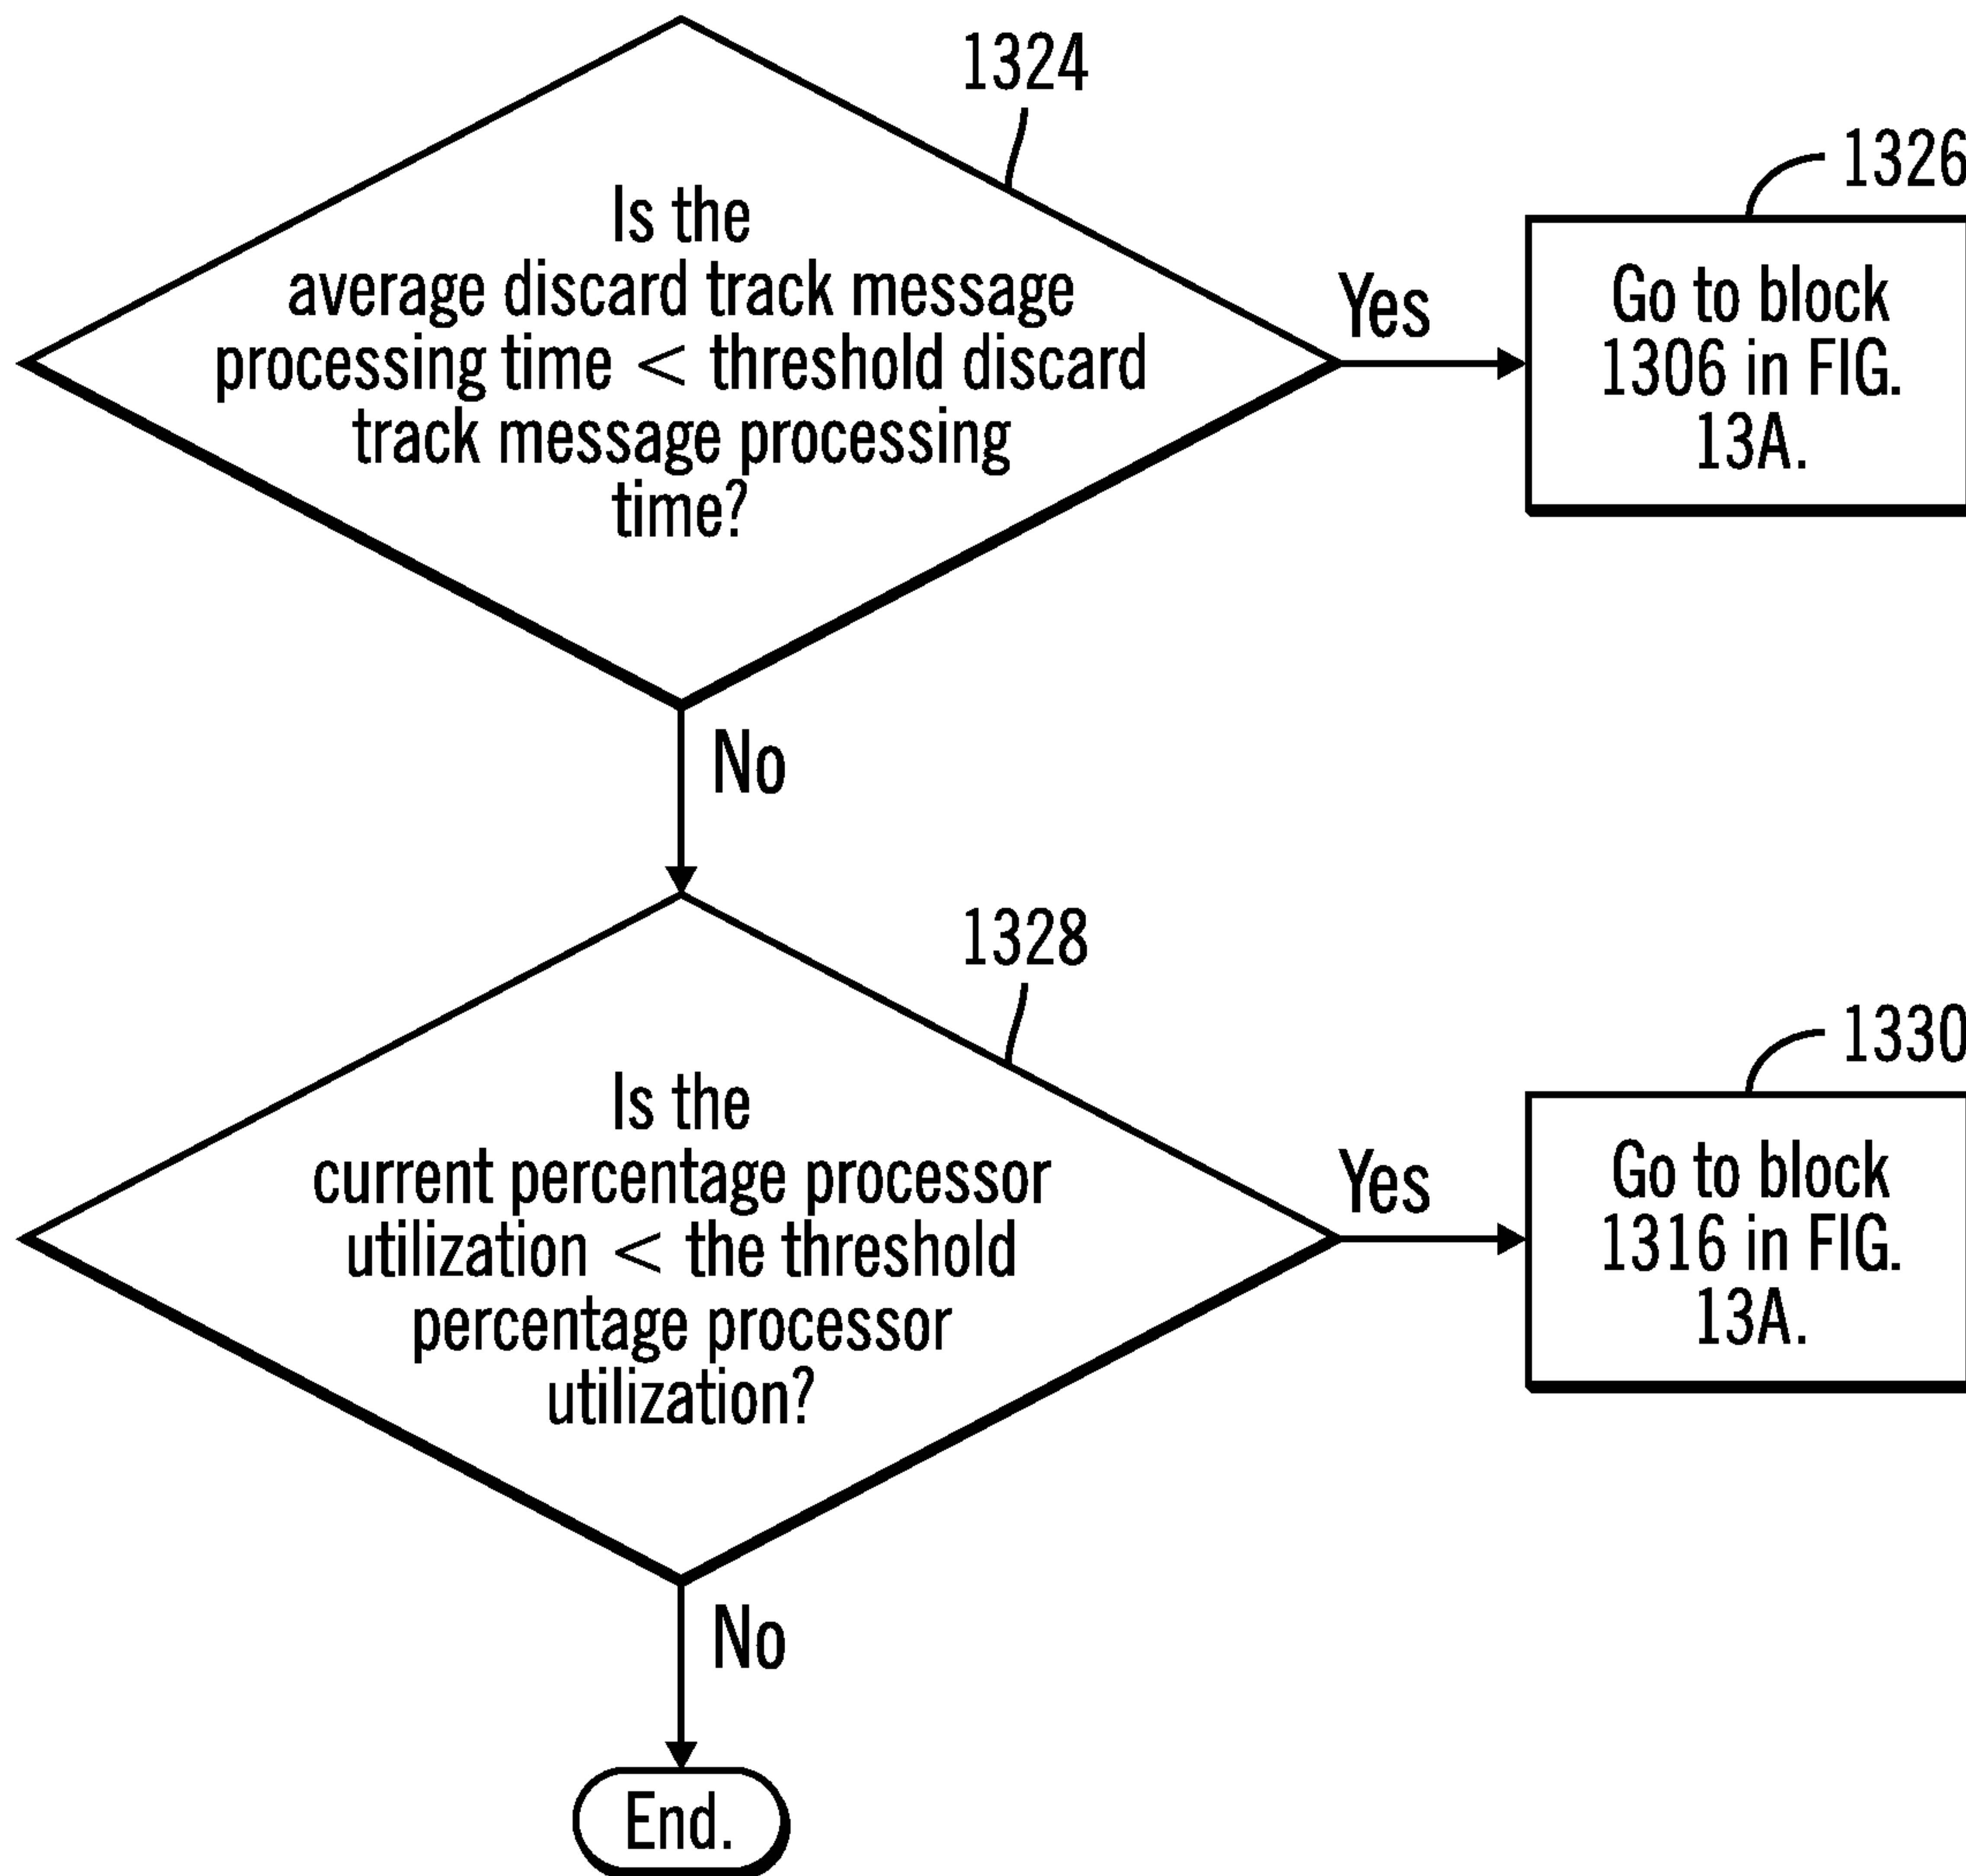 1324
1326
Is the
average discard track message
processing time < threshold discard
track message processing
time?
Yes
Go to block
1306 in FIG.
13A.
No
1328
1330
Is the
current percentage processor
utilization < the threshold
percentage processor
utilization?
Yes
Go to block
1316 in FIG.
13A.
No
End.